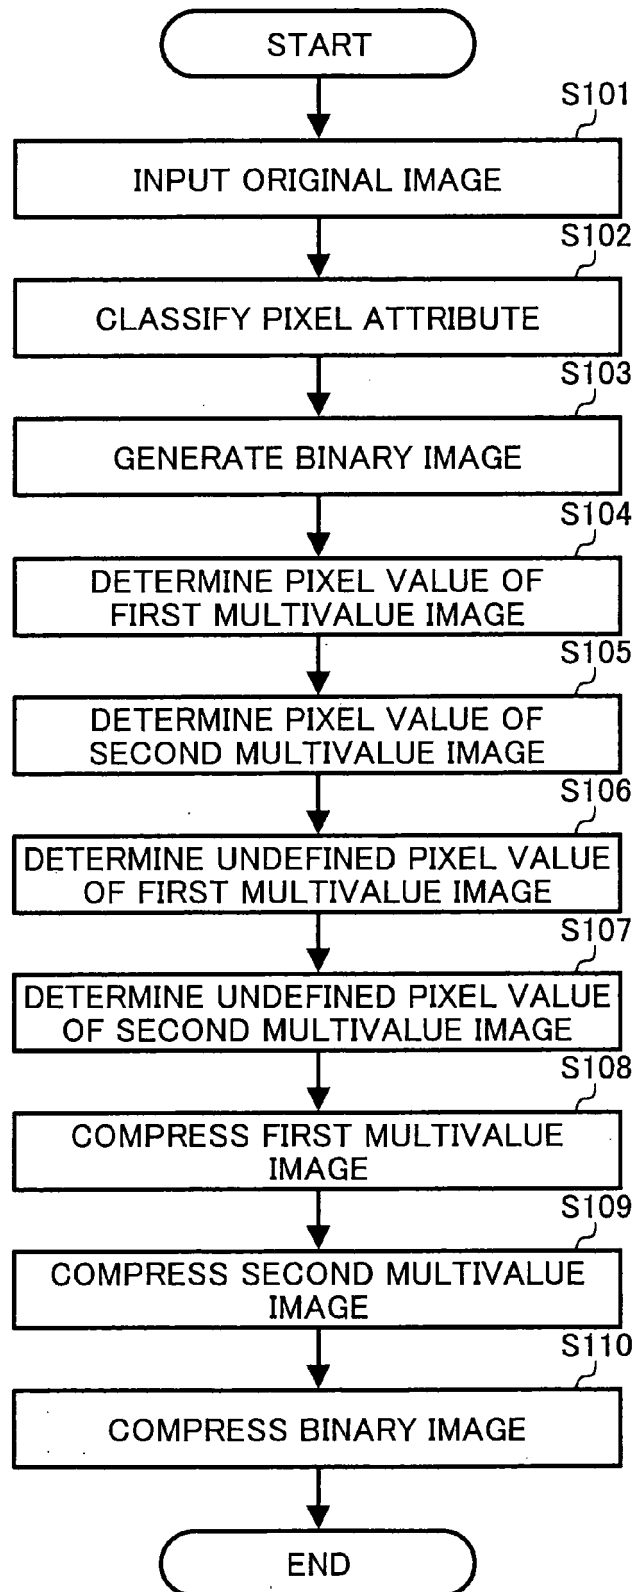 START
S101
INPUT ORIGINAL IMAGE
S102
CLASSIFY PIXEL ATTRIBUTE
S103
GENERATE BINARY IMAGE
S104
DETERMINE PIXEL VALUE OF
FIRST MULTIVALUE IMAGE
S105
DETERMINE PIXEL VALUE OF
SECOND MULTIVALUE IMAGE
S106
DETERMINE UNDEFINED PIXEL VALUE
OF FIRST MULTIVALUE IMAGE
S107
DETERMINE UNDEFINED PIXEL VALUE
OF SECOND MULTIVALUE IMAGE
S108
COMPRESS FIRST MULTIVALUE
IMAGE
S109
COMPRESS SECOND MULTIVALUE
IMAGE
S110
COMPRESS BINARY IMAGE
END